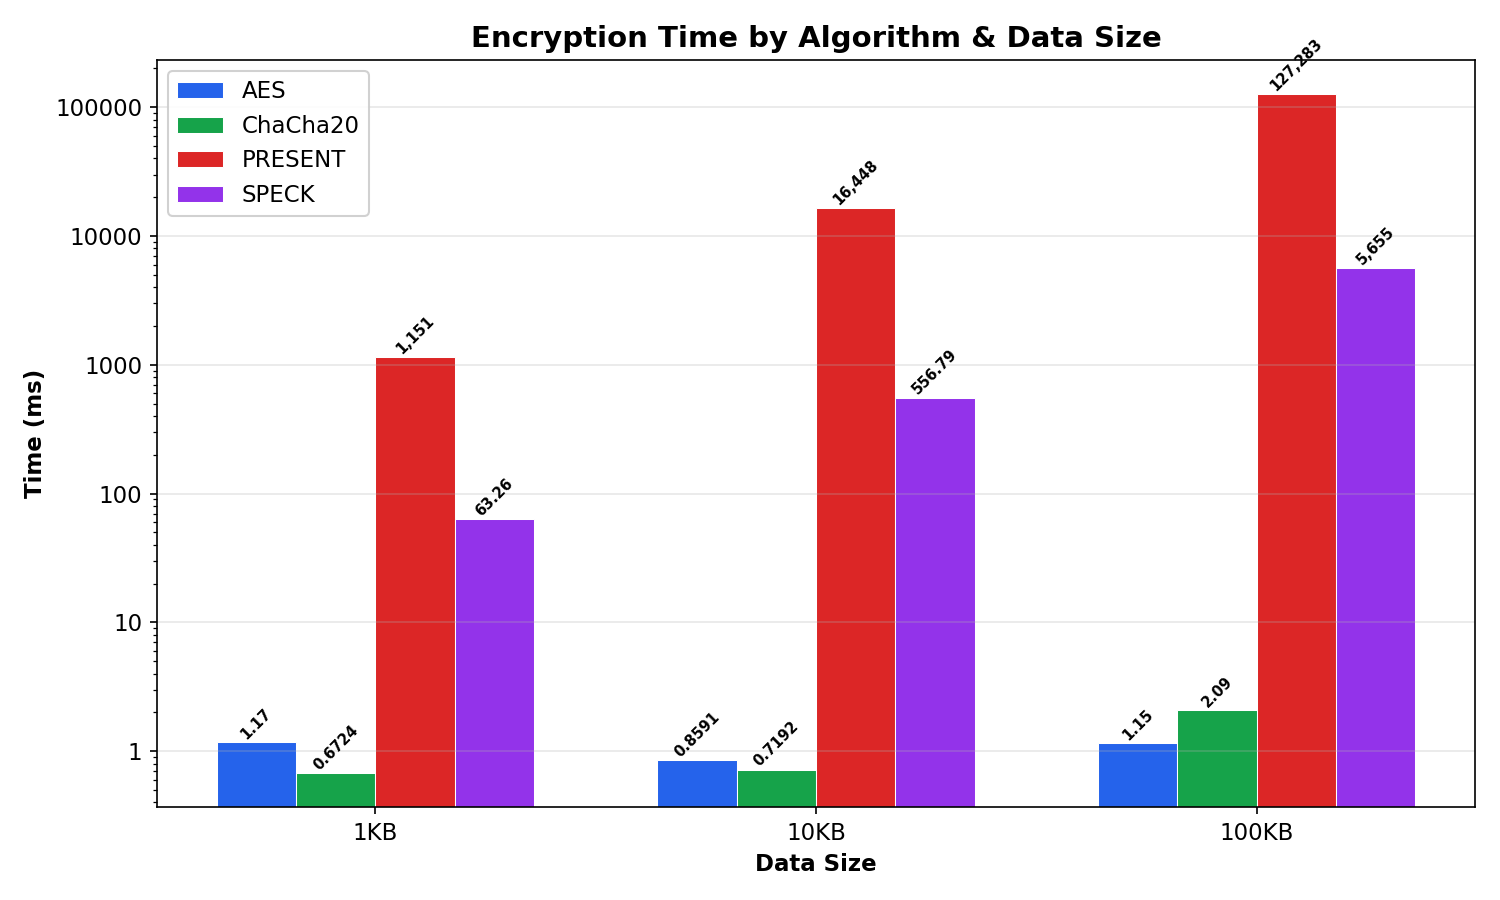 Encryption Time by Algorithm & Data Size
AES
ChaCha20
PRESENT
SPECK
Time (ms)
100000
10000
1000
100
10
1
1.17
0.6724
1,151
63.26
0.8591
0.7192
16,448
556.79
1.15
2.09
127,283
5,655
1KB
10KB
100KB
Data Size